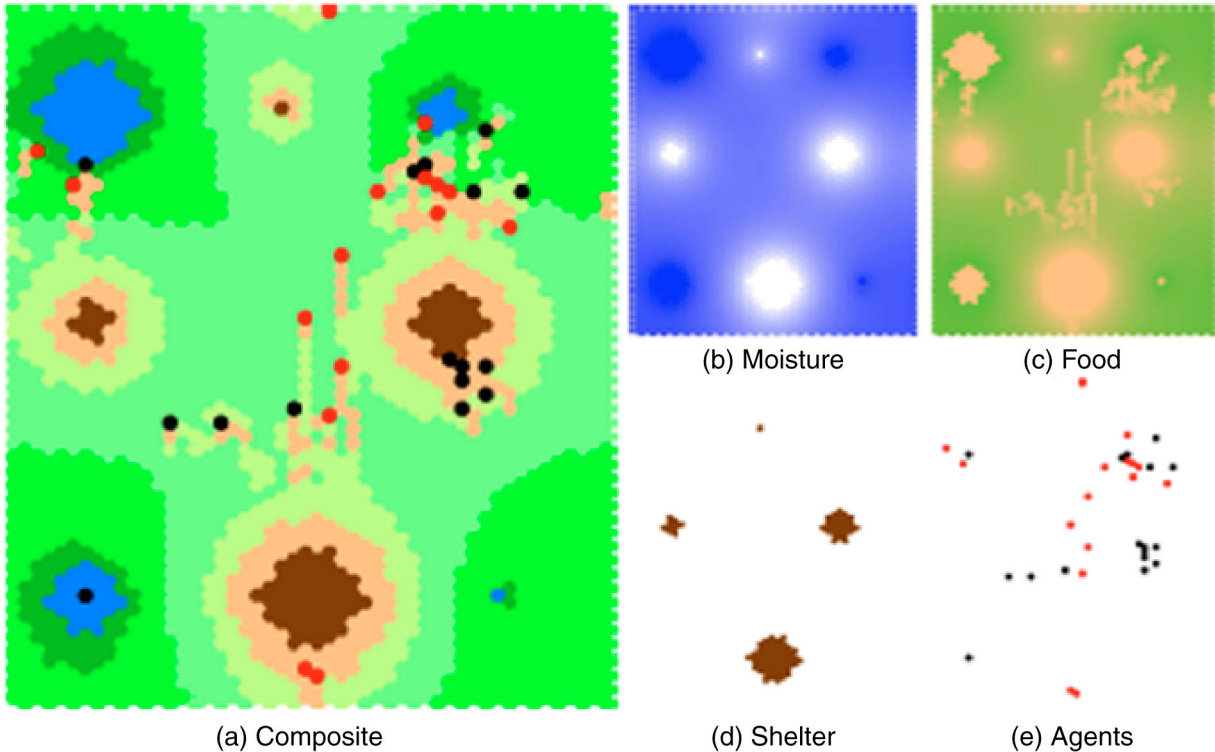 (b) Moisture
(c) Food
(a) Composite
(d) Shelter
(e) Agents